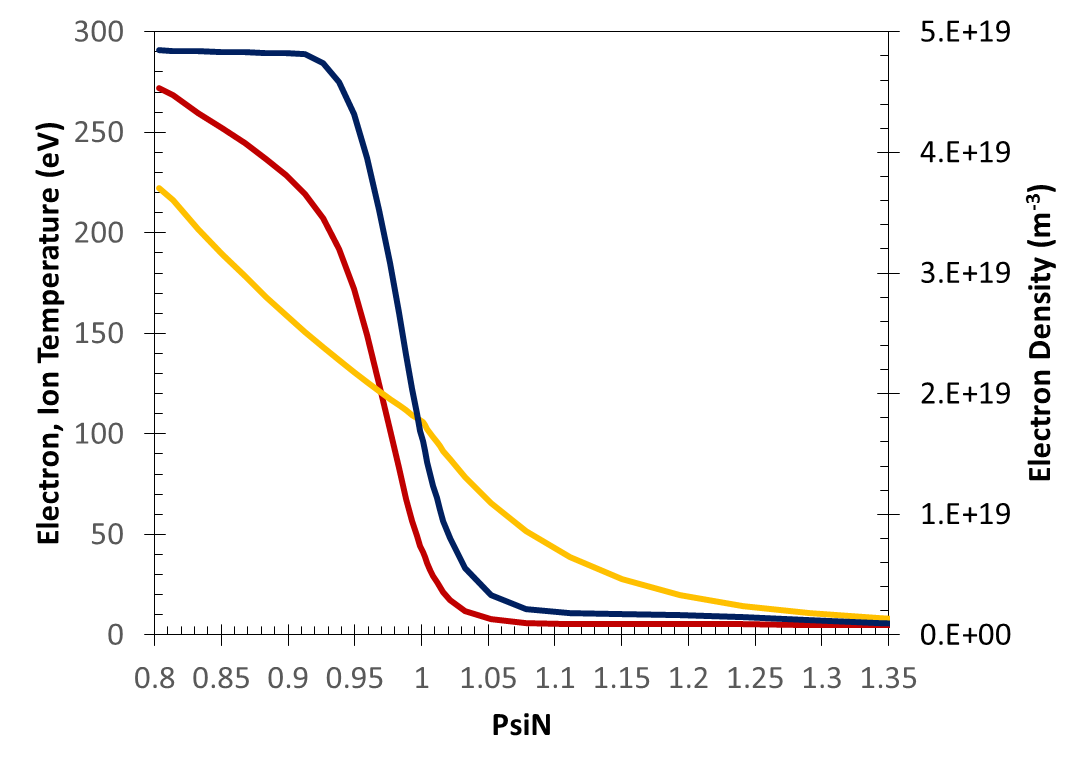 Electron, Ion Temperature (eV)
300
250
200
150
100
50
0
5.E+19
4.E+19
3.E+19
2.E+19
1.E+19
0.E+00
Electron Density (m⁻³)
0.8 0.85 0.9 0.95 1 1.05 1.1 1.15 1.2 1.25 1.3 1.35
PsiN